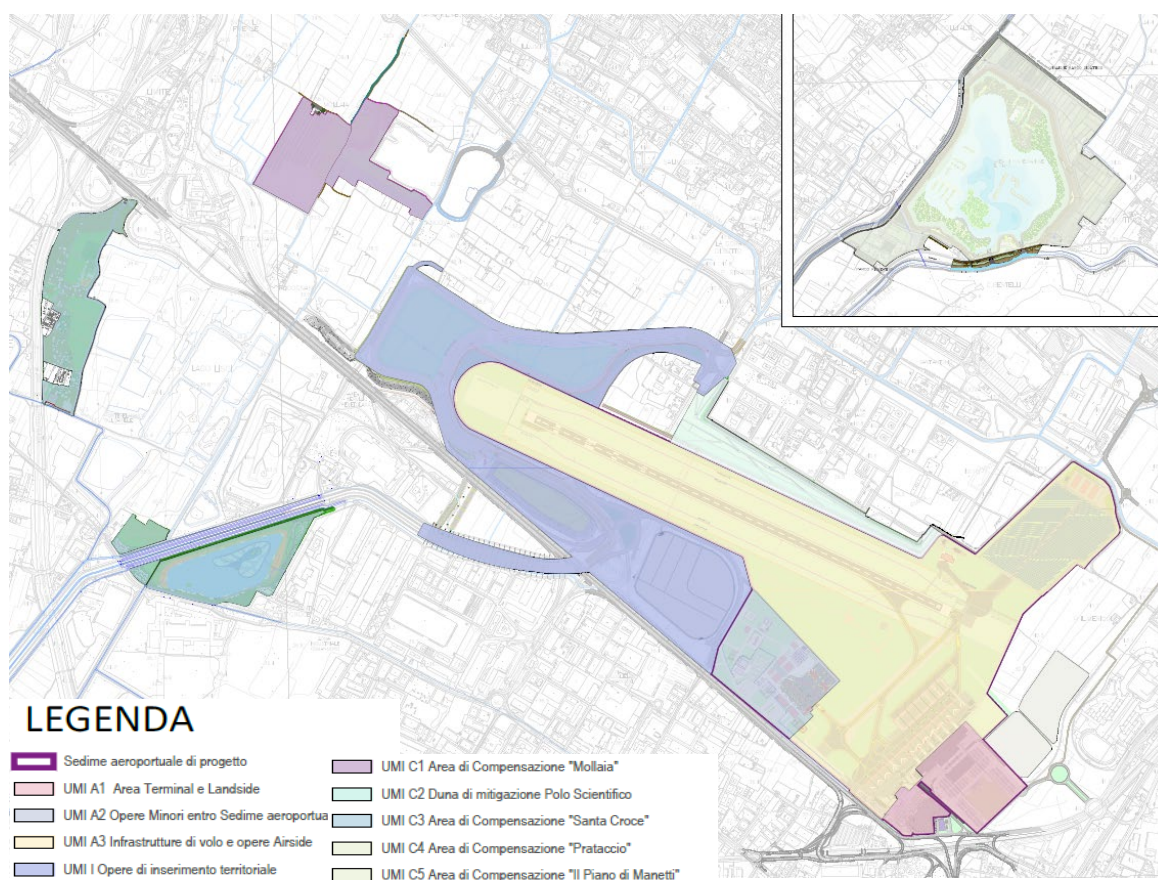 LEGENDA
Sedime aeroportuale di progetto
UMI A1 Area Terminal e Landside
UMI A2 Opere Minori entro Sedime aeroportua
UMI A3 Infrastrutture di volo e opere Airside
UMI I Opere di inserimento territoriale
UMI C1 Area di Compensazione "Mollaia"
UMI C2 Duna di mitigazione Polo Scientifico
UMI C3 Area di Compensazione "Santa Croce"
UMI C4 Area di Compensazione "Prataccio"
UMI C5 Area di Compensazione "Il Piano di Manetti"